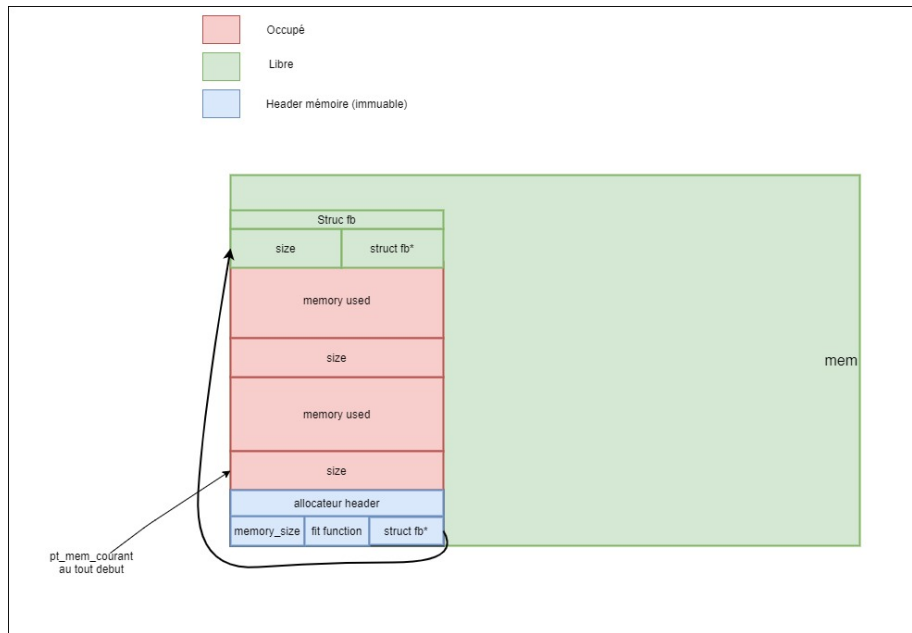 Occupé
Libre
Header mémoire (immuable)
Struc fb
size
struct fb*
memory used
size
mem
memory used
size
allocateur header
memory_size
fit function
struct fb*
pt_mem_courant
au tout debut